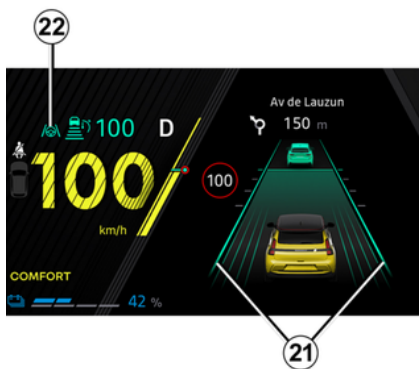 22
Av de Lauzun
150 m
100 D
100
100
km/h
COMFORT
42 %
21